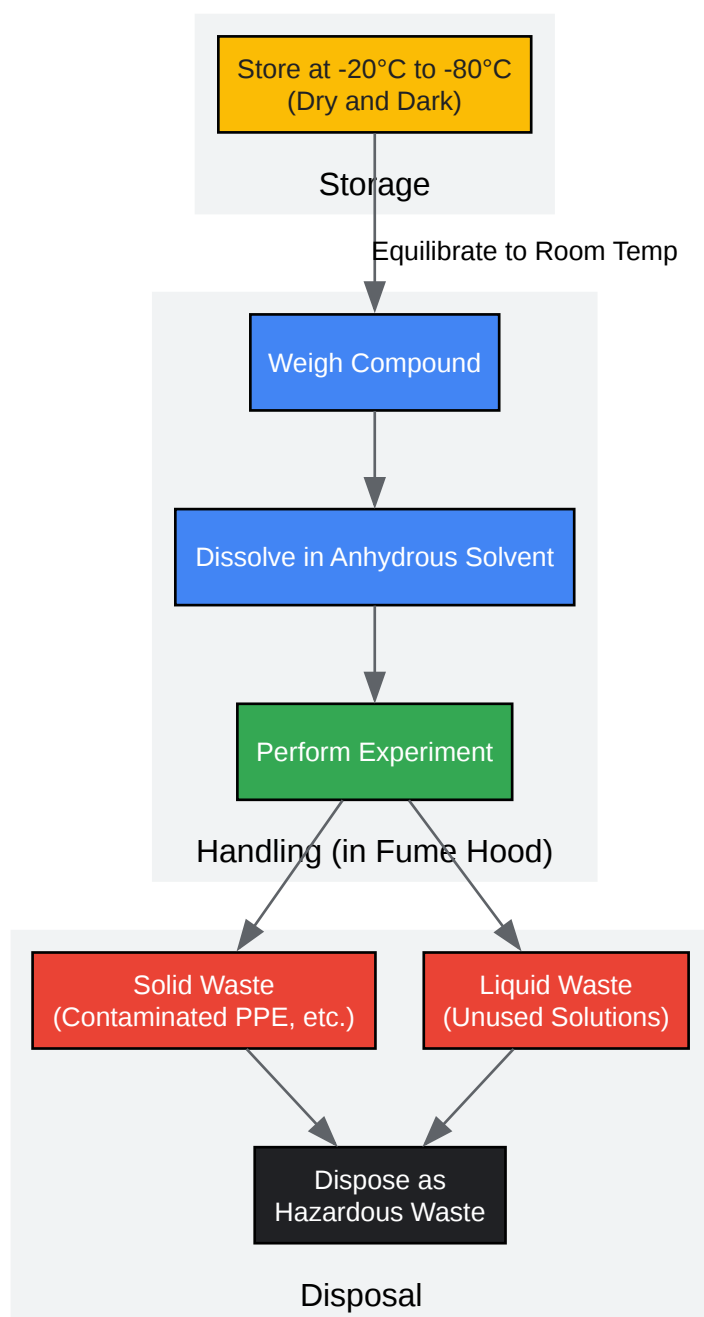 Store at -20°C to -80°C
(Dry and Dark)
Storage
Equilibrate to Room Temp
Weigh Compound
Dissolve in Anhydrous Solvent
Perform Experiment
Handling (in Fume Hood)
Solid Waste
(Contaminated PPE, etc.)
Liquid Waste
(Unused Solutions)
Dispose as
Hazardous Waste
Disposal